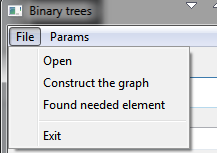 Binary trees
File Params
Open
Construct the graph
Found needed element
Exit